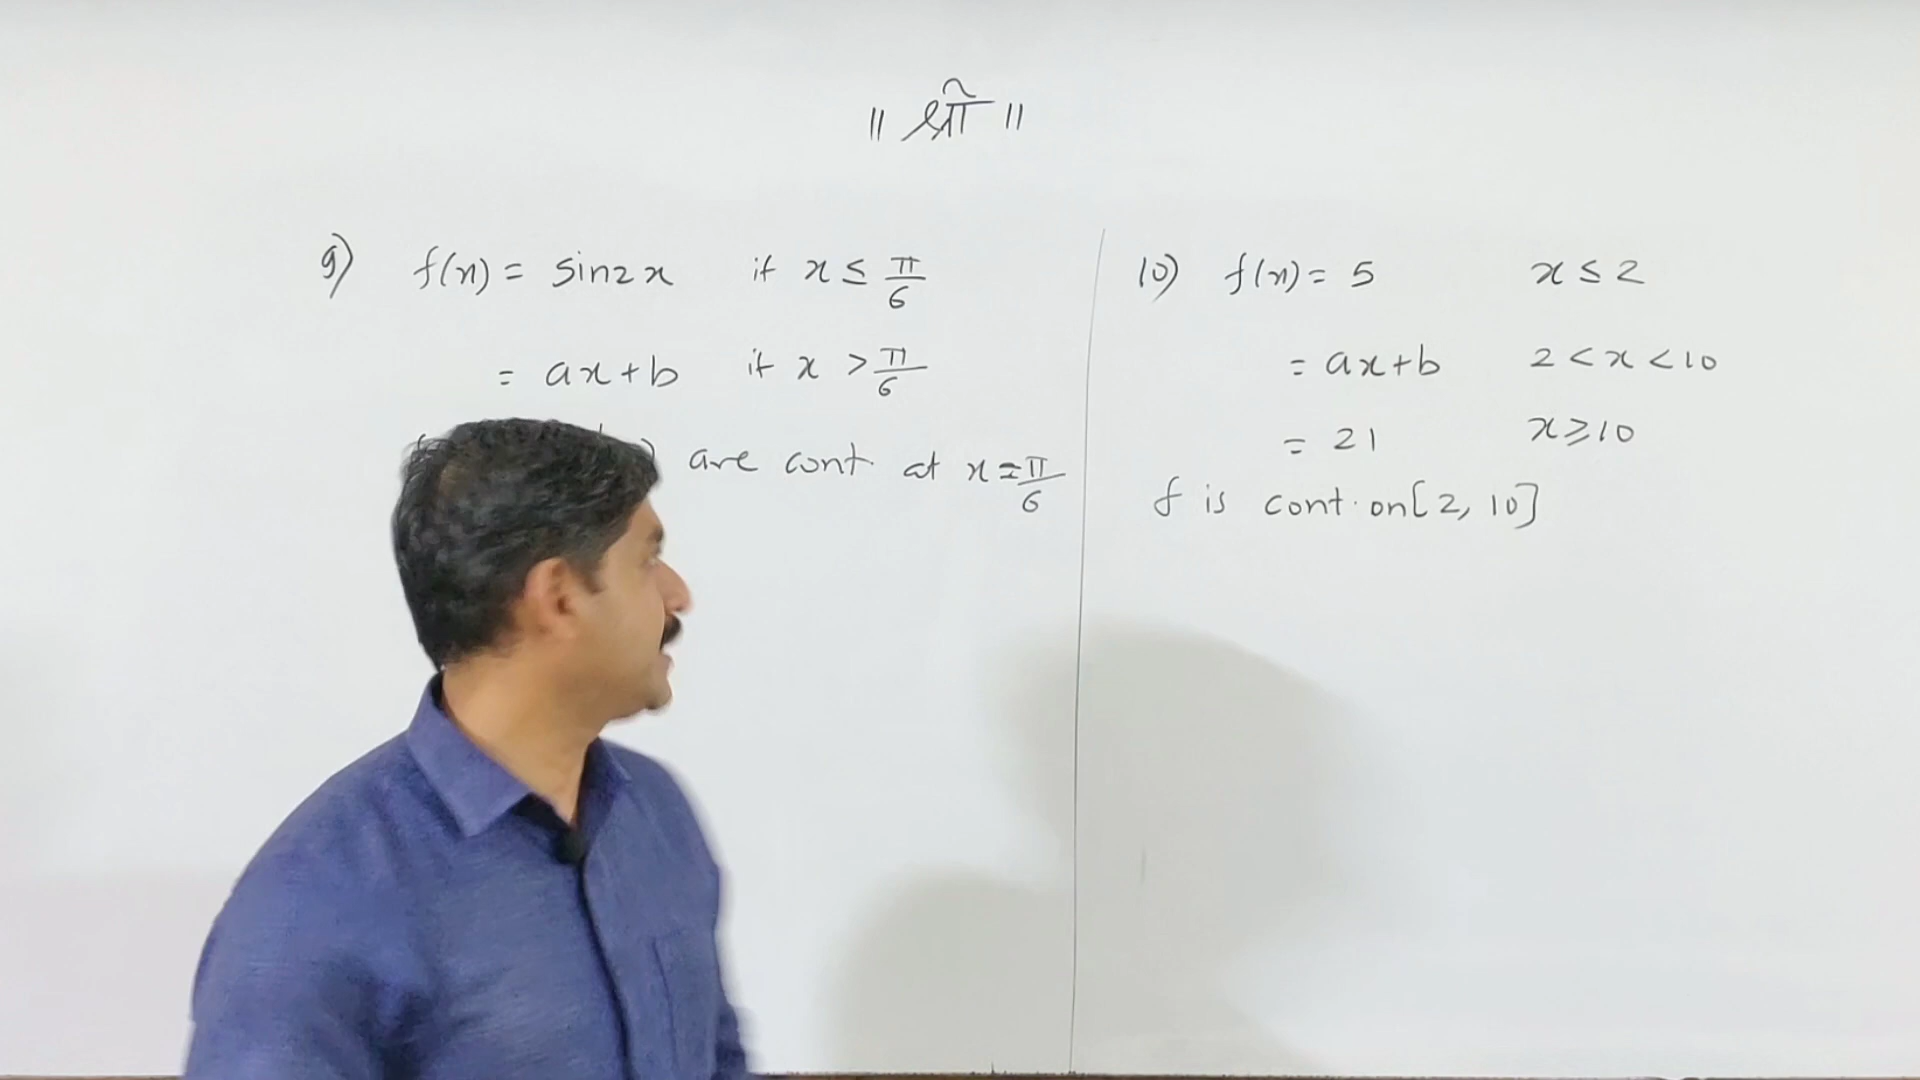 ॥ श्री ॥
9) f(x) = sin2x if x ≤ π/6
= ax+b if x > π/6
) are cont. at x = π/6
10) f(x) = 5 x ≤ 2
= ax+b 2 < x < 10
= 21 x ≥ 10
f is cont. on [2, 10]